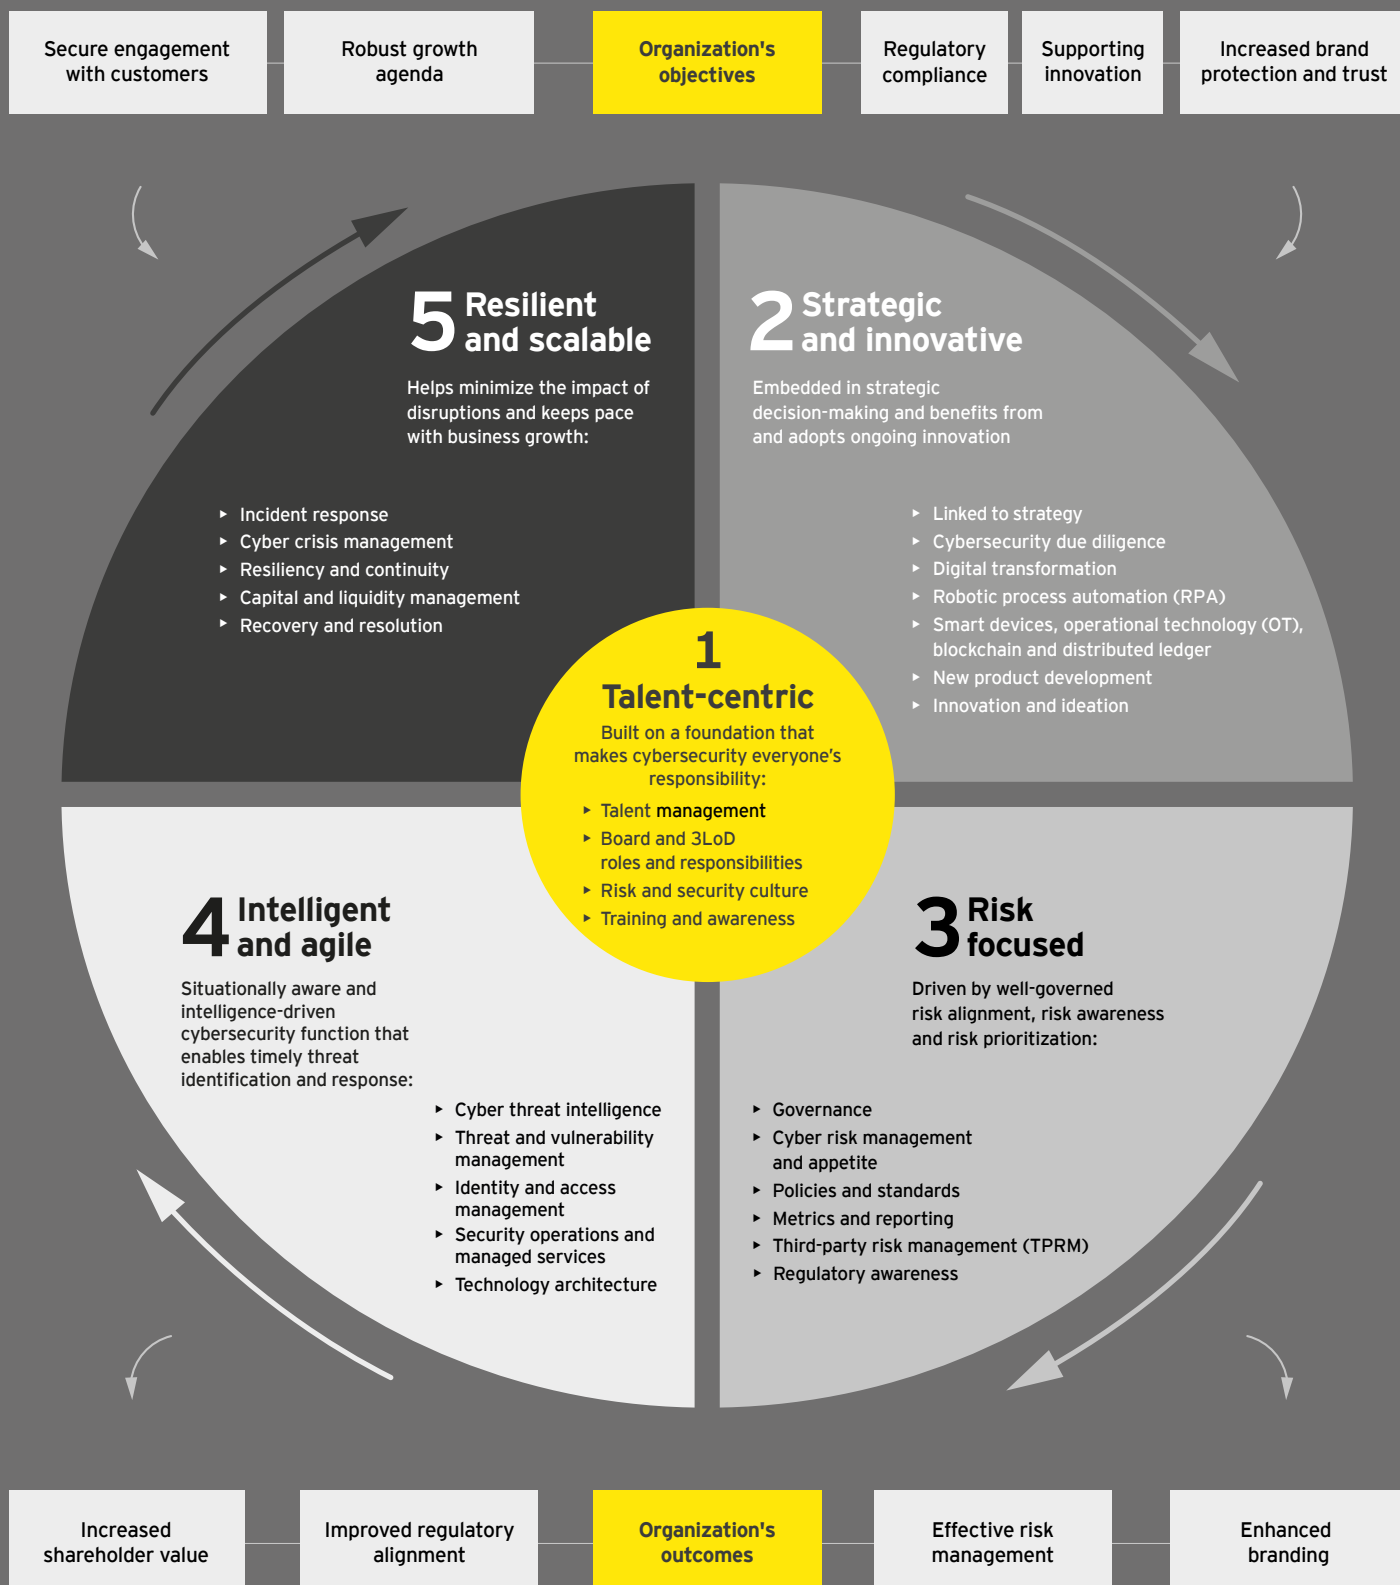 Secure engagement
with customers
Robust growth
agenda
Organization's
objectives
Regulatory
compliance
Supporting
innovation
Increased brand
protection and trust
5 Resilient
and scalable
Helps minimize the impact of
disruptions and keeps pace
with business growth:
▸ Incident response
▸ Cyber crisis management
▸ Resiliency and continuity
▸ Capital and liquidity management
▸ Recovery and resolution
2 Strategic
and innovative
Embedded in strategic
decision-making and benefits from
and adopts ongoing innovation
▸ Linked to strategy
▸ Cybersecurity due diligence
▸ Digital transformation
▸ Robotic process automation (RPA)
▸ Smart devices, operational technology (OT),
blockchain and distributed ledger
▸ New product development
▸ Innovation and ideation
1
Talent-centric
Built on a foundation that
makes cybersecurity everyone's
responsibility:
▸ Talent management
▸ Board and 3LoD
roles and responsibilities
▸ Risk and security culture
▸ Training and awareness
4 Intelligent
and agile
Situationally aware and
intelligence-driven
cybersecurity function that
enables timely threat
identification and response:
▸ Cyber threat intelligence
▸ Threat and vulnerability
management
▸ Identity and access
management
▸ Security operations and
managed services
▸ Technology architecture
3 Risk
focused
Driven by well-governed
risk alignment, risk awareness
and risk prioritization:
▸ Governance
▸ Cyber risk management
and appetite
▸ Policies and standards
▸ Metrics and reporting
▸ Third-party risk management (TPRM)
▸ Regulatory awareness
Increased
shareholder value
Improved regulatory
alignment
Organization's
outcomes
Effective risk
management
Enhanced
branding